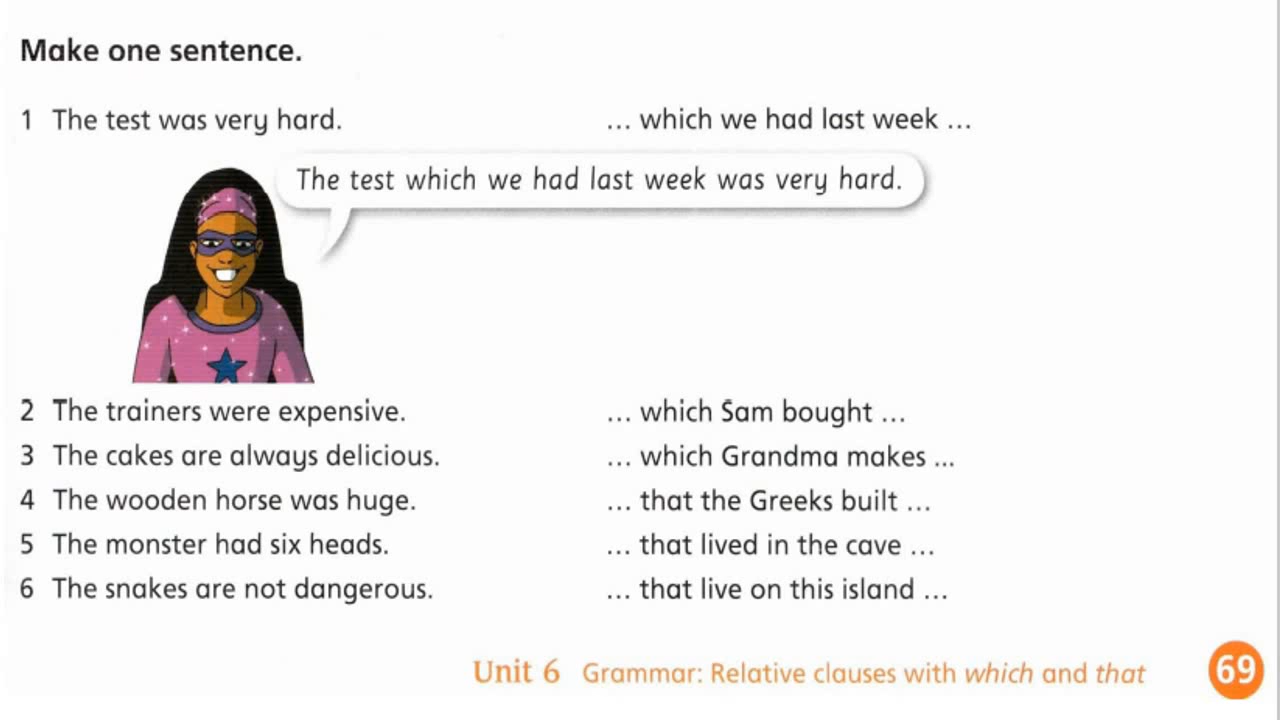 Make one sentence.
1 The test was very hard. ... which we had last week ...
The test which we had last week was very hard.
2 The trainers were expensive. ... which Sam bought ...
3 The cakes are always delicious. ... which Grandma makes ...
4 The wooden horse was huge. ... that the Greeks built ...
5 The monster had six heads. ... that lived in the cave ...
6 The snakes are not dangerous. ... that live on this island ...
Unit 6 Grammar: Relative clauses with which and that 69